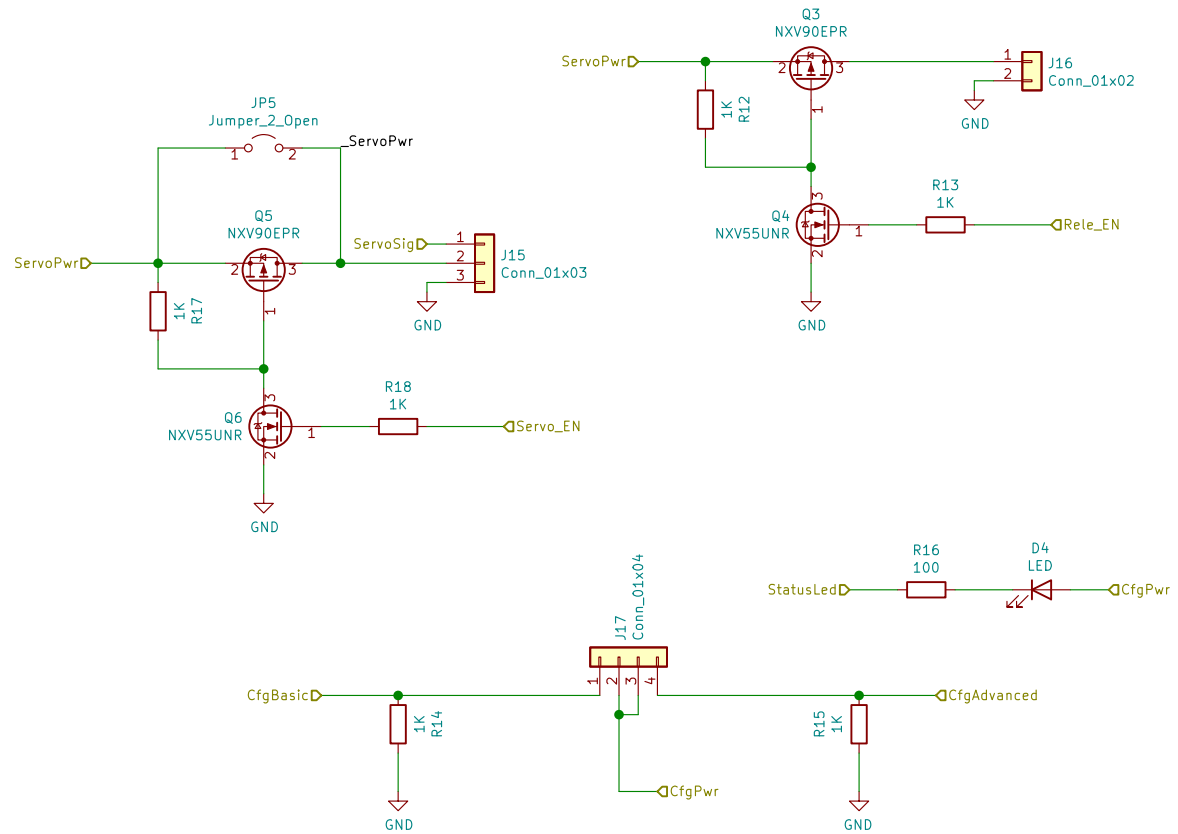 Q3
NXV90EPR
ServoPwr
2
3
1
1
2
J16
Conn_01x02
GND
1K
R12
3
Q4
NXV55UNR
1
2
R13
1K
Rele_EN
GND
JP5
Jumper_2_Open
1
2
_ServoPwr
Q5
NXV90EPR
ServoPwr
2
3
1
ServoSig
1
2
3
J15
Conn_01x03
GND
1K
R17
3
Q6
NXV55UNR
1
2
R18
1K
Servo_EN
GND
R16
100
D4
LED
StatusLed
CfgPwr
J17
Conn_01x04
1
2
3
4
CfgBasic
CfgAdvanced
1K
R14
R15
1K
CfgPwr
GND
GND